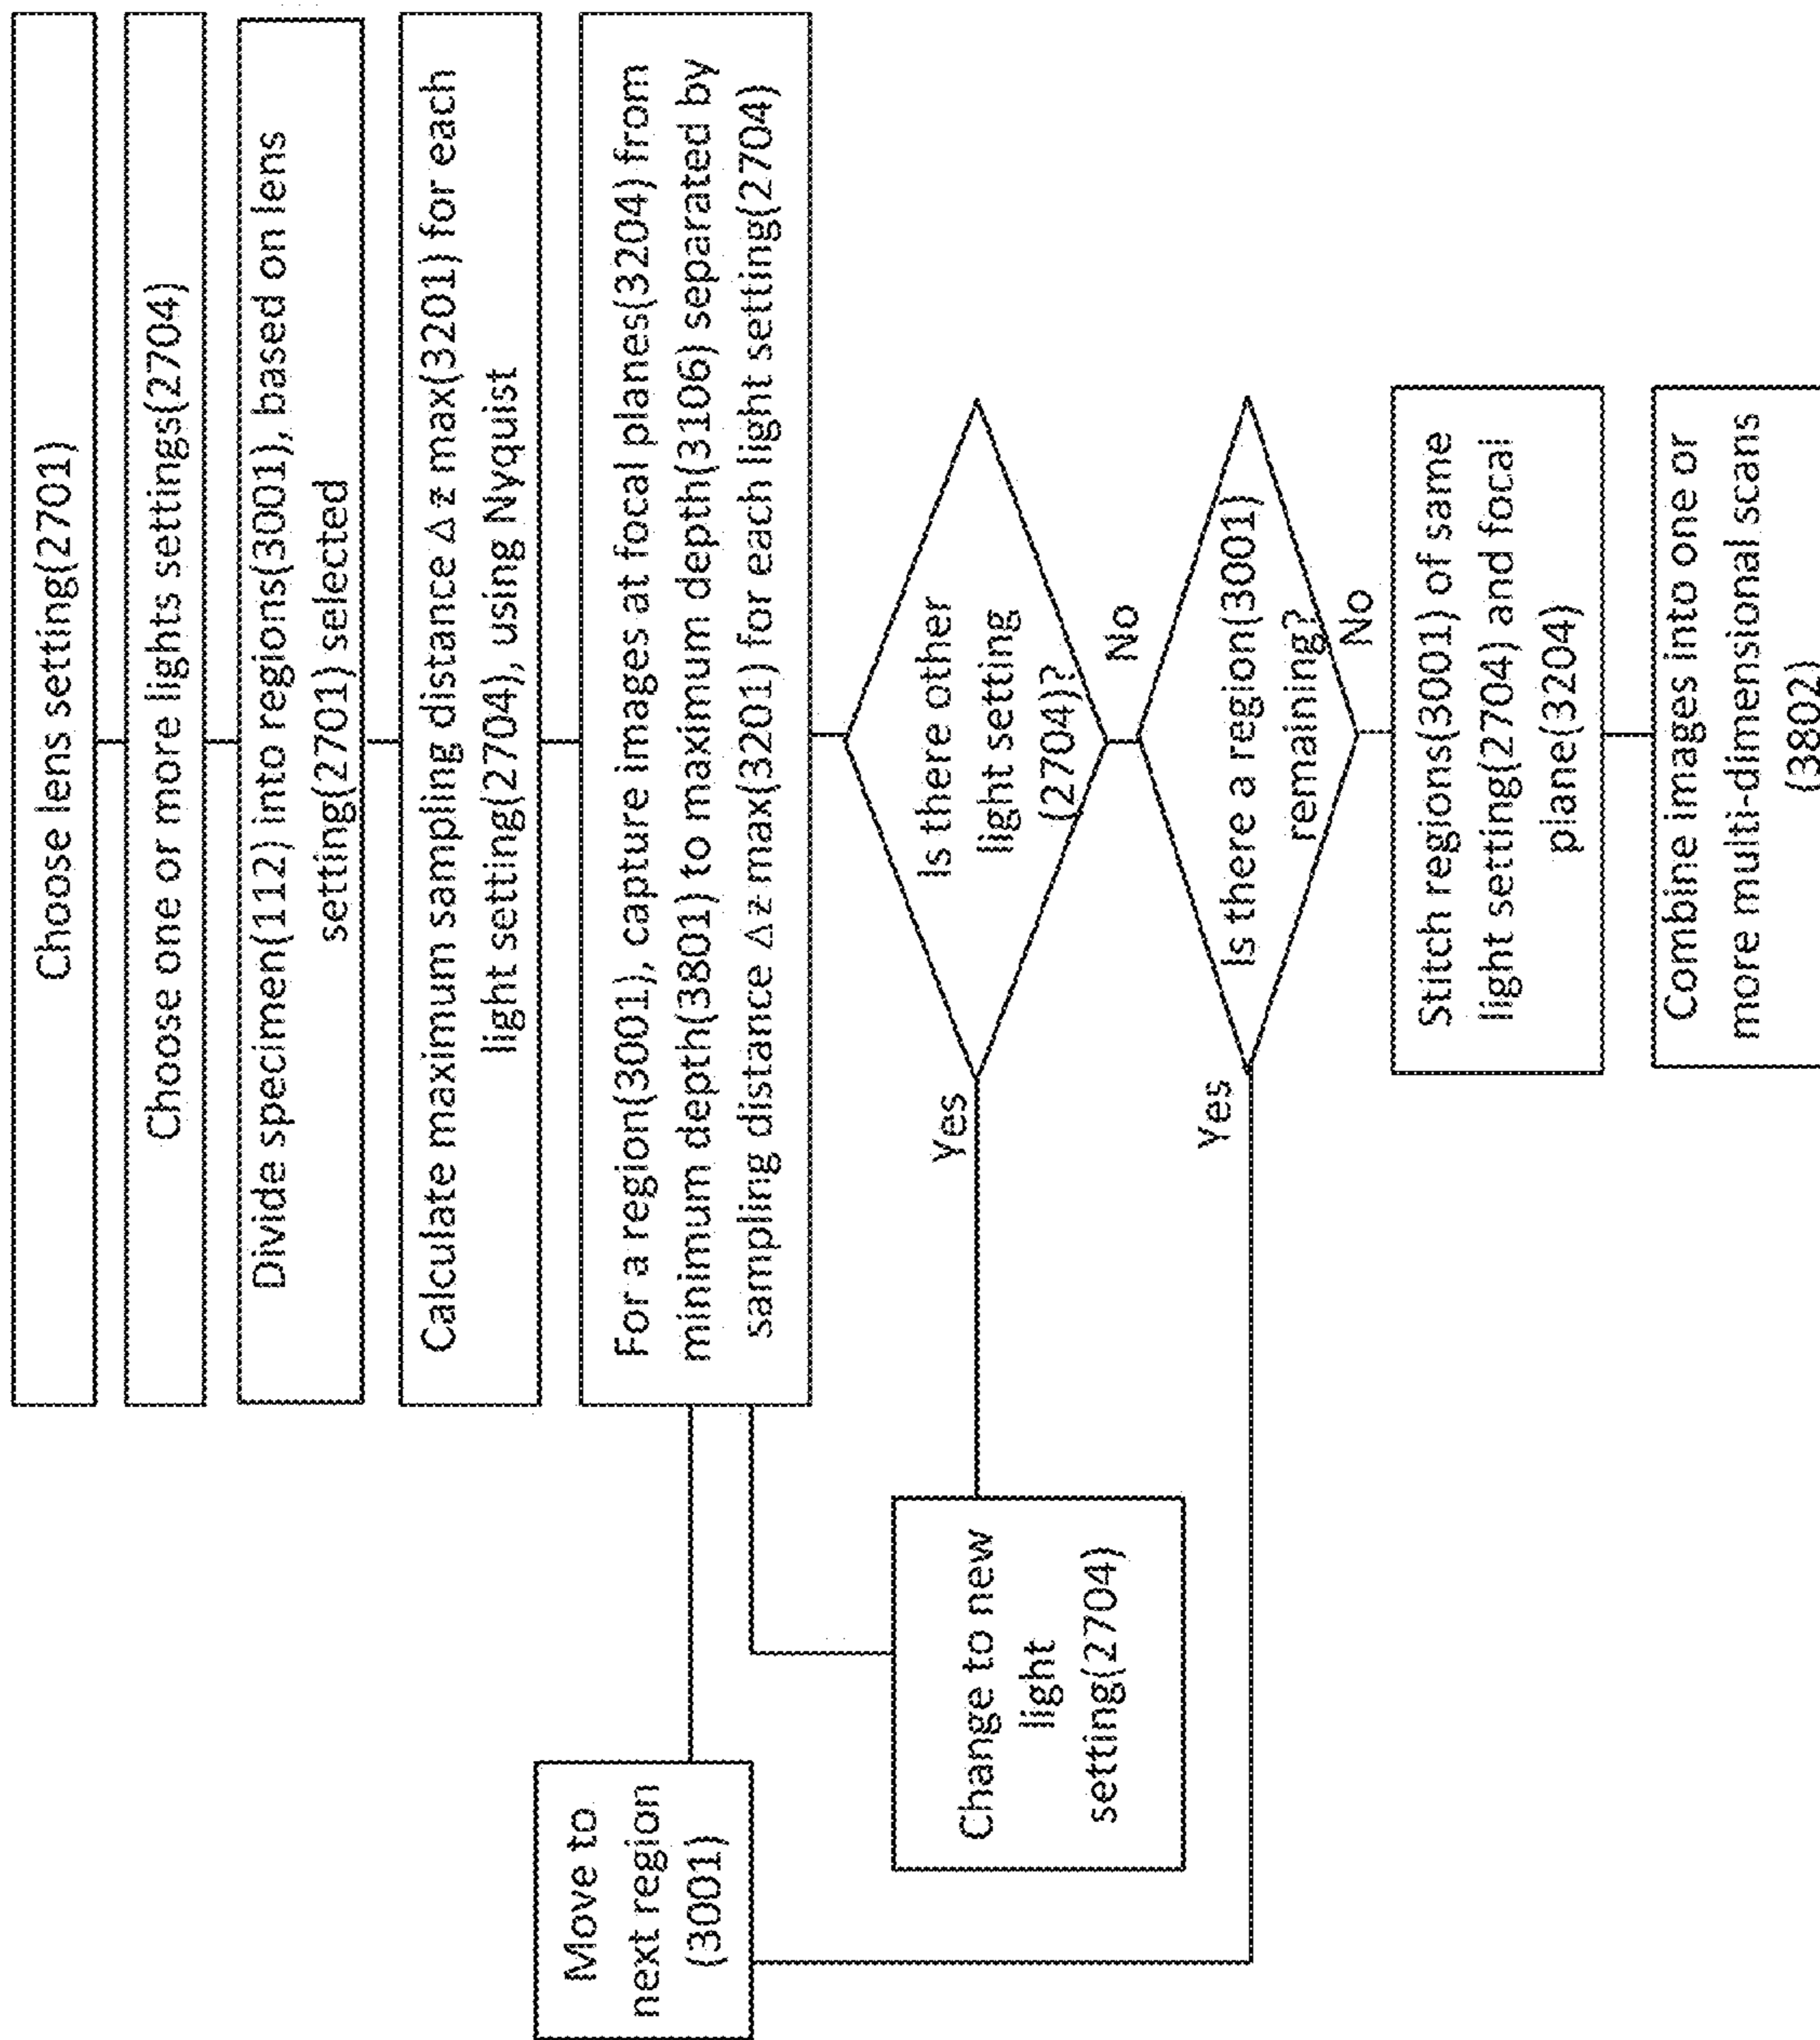 Choose lens setting(2701)
Choose one or more lights settings(2704)
Divide specimen(112) into regions(3001), based on lens
setting(2701) selected
Calculate maximum sampling distance Δz max(3201) for each
light setting(2704), using Nyquist
For a region(3001), capture images at focal planes(3204) from
minimum depth(3801) to maximum depth(3106) separated by
sampling distance Δz max(3201) for each light setting(2704)
Is there other
light setting
(2704)?
Yes
No
Change to new
light
setting(2704)
Is there a region(3001)
remaining?
Yes
No
Move to
next region
(3001)
Stitch regions(3001) of same
light setting(2704) and focal
plane(3204)
Combine images into one or
more multi-dimensional scans
(3802)